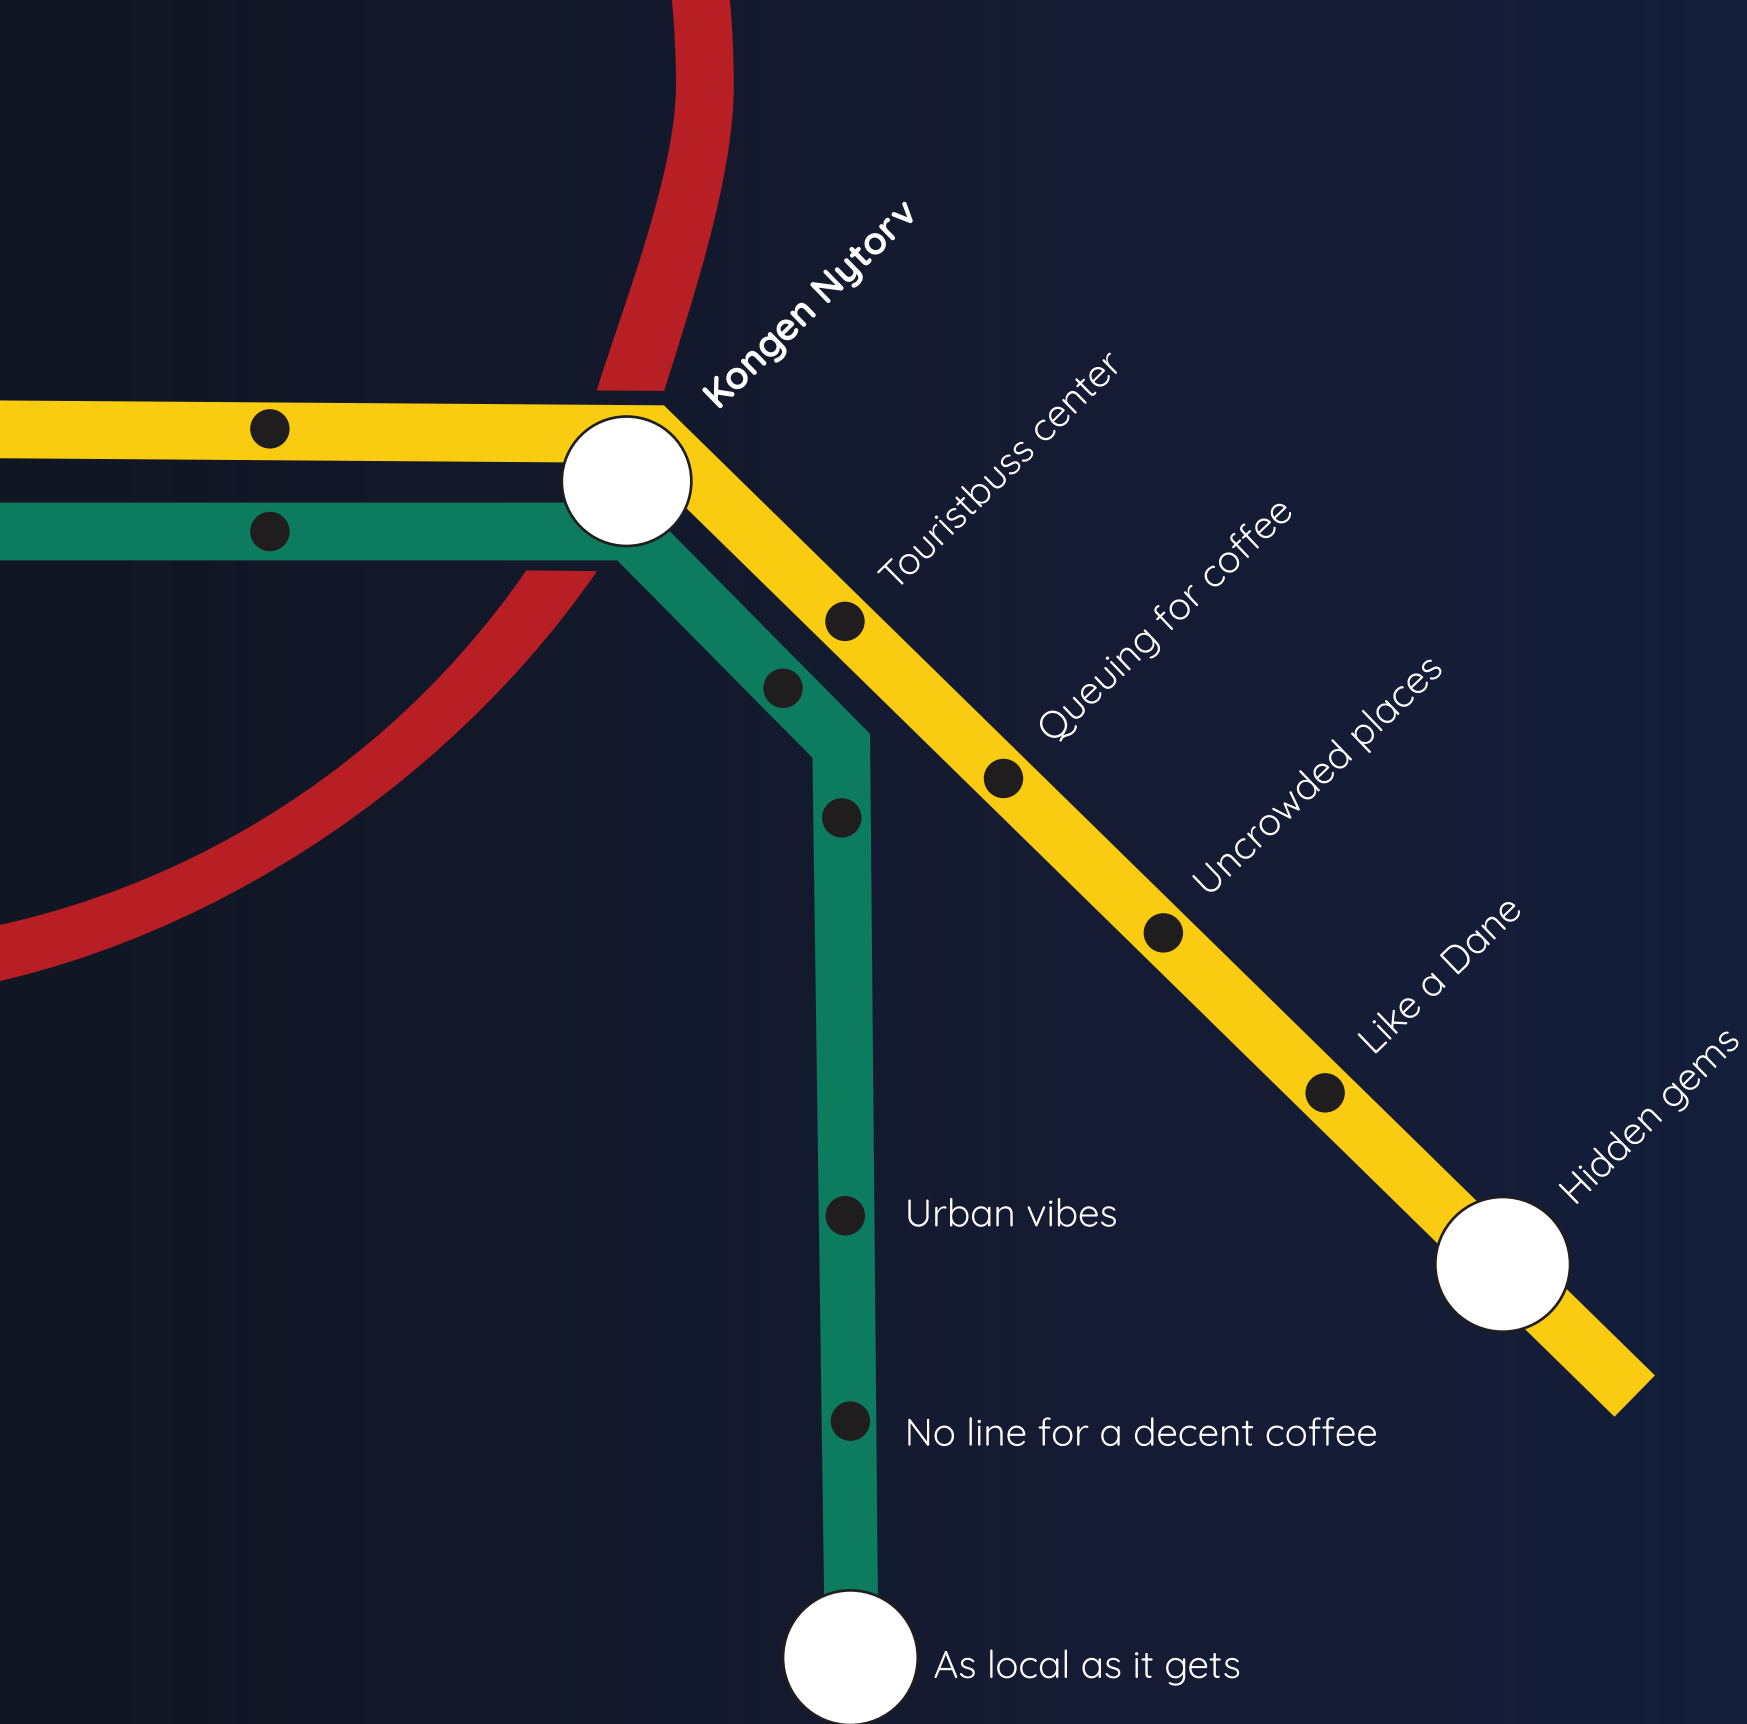 Kongen Nytorv
Touristbuss center
Queuing for coffee
Uncrowded places
Like a Dane
Hidden gems
Urban vibes
No line for a decent coffee
As local as it gets